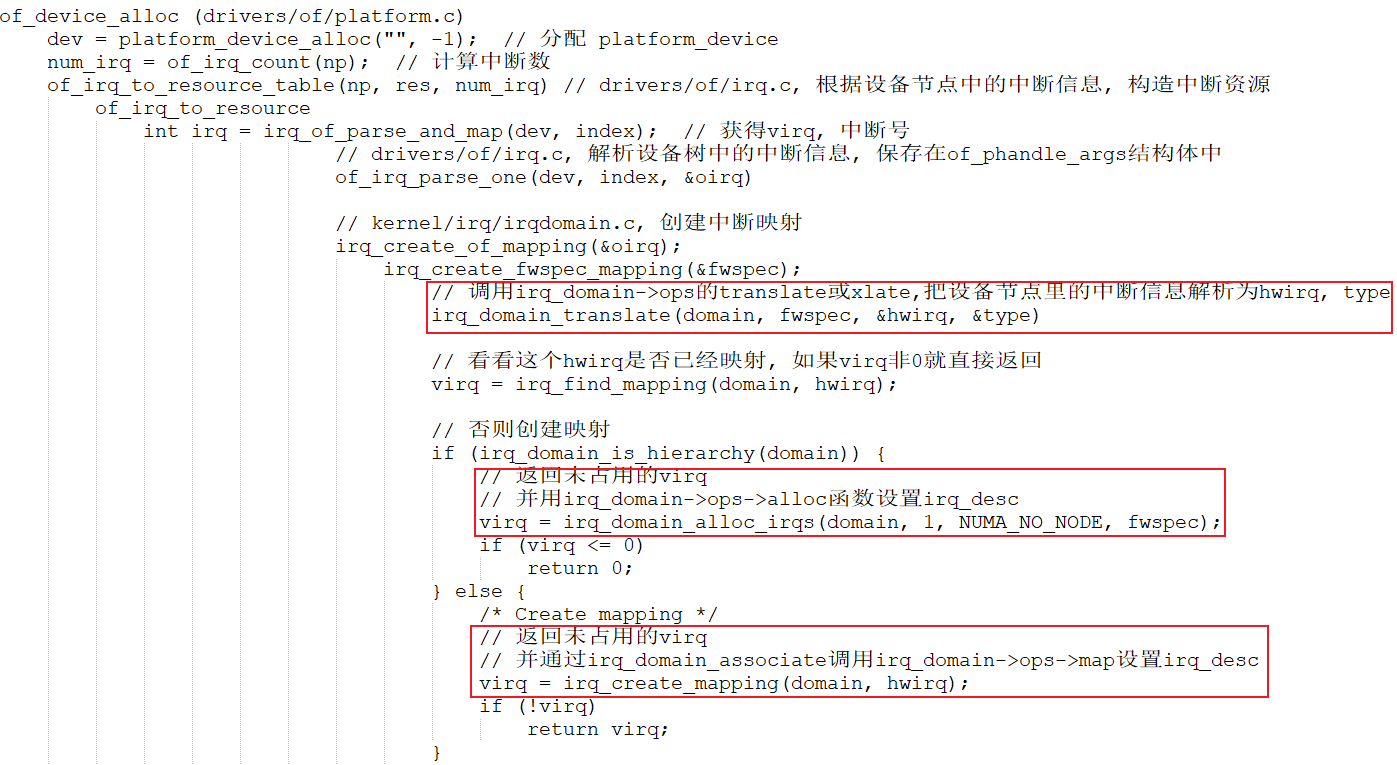 of_device_alloc (drivers/of/platform.c)
dev = platform_device_alloc("", -1);  // 分配 platform_device
num_irq = of_irq_count(np);  // 计算中断数
of_irq_to_resource_table(np, res, num_irq) // drivers/of/irq.c, 根据设备节点中的中断信息, 构造中断资源
of_irq_to_resource
int irq = irq_of_parse_and_map(dev, index);  // 获得virq, 中断号
// drivers/of/irq.c, 解析设备树中的中断信息, 保存在of_phandle_args结构体中
of_irq_parse_one(dev, index, &oirq)
// kernel/irq/irqdomain.c, 创建中断映射
irq_create_of_mapping(&oirq);
irq_create_fwspec_mapping(&fwspec);
// 调用irq_domain->ops的translate或xlate,把设备节点里的中断信息解析为hwirq, type
irq_domain_translate(domain, fwspec, &hwirq, &type)
// 看看这个hwirq是否已经映射, 如果virq非0就直接返回
virq = irq_find_mapping(domain, hwirq);
// 否则创建映射
if (irq_domain_is_hierarchy(domain)) {
// 返回未占用的virq
// 并用irq_domain->ops->alloc函数设置irq_desc
virq = irq_domain_alloc_irqs(domain, 1, NUMA_NO_NODE, fwspec);
if (virq <= 0)
return 0;
} else {
/* Create mapping */
// 返回未占用的virq
// 并通过irq_domain_associate调用irq_domain->ops->map设置irq_desc
virq = irq_create_mapping(domain, hwirq);
if (!virq)
return virq;
}